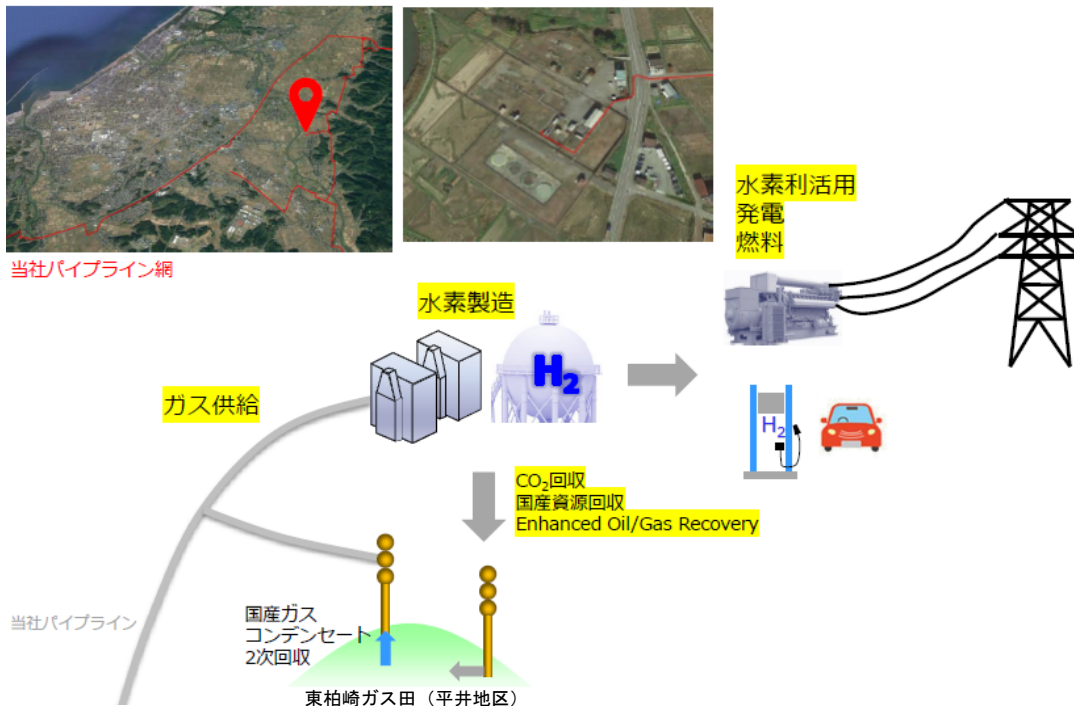 当社パイプライン網
水素利活用
発電
燃料
水素製造
H₂
ガス供給
H₂
CO₂回収
国産資源回収
Enhanced Oil/Gas Recovery
当社パイプライン
国産ガス
コンデンセート
2次回収
東柏崎ガス田（平井地区）